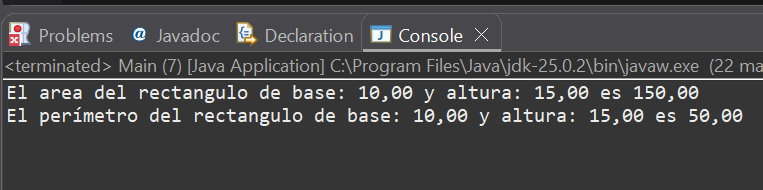 Problems Javadoc Declaration Console
<terminated> Main (7) [Java Application] C:\Program Files\Java\jdk-25.0.2\bin\javaw.exe (22 ma
El area del rectangulo de base: 10,00 y altura: 15,00 es 150,00
El perímetro del rectangulo de base: 10,00 y altura: 15,00 es 50,00